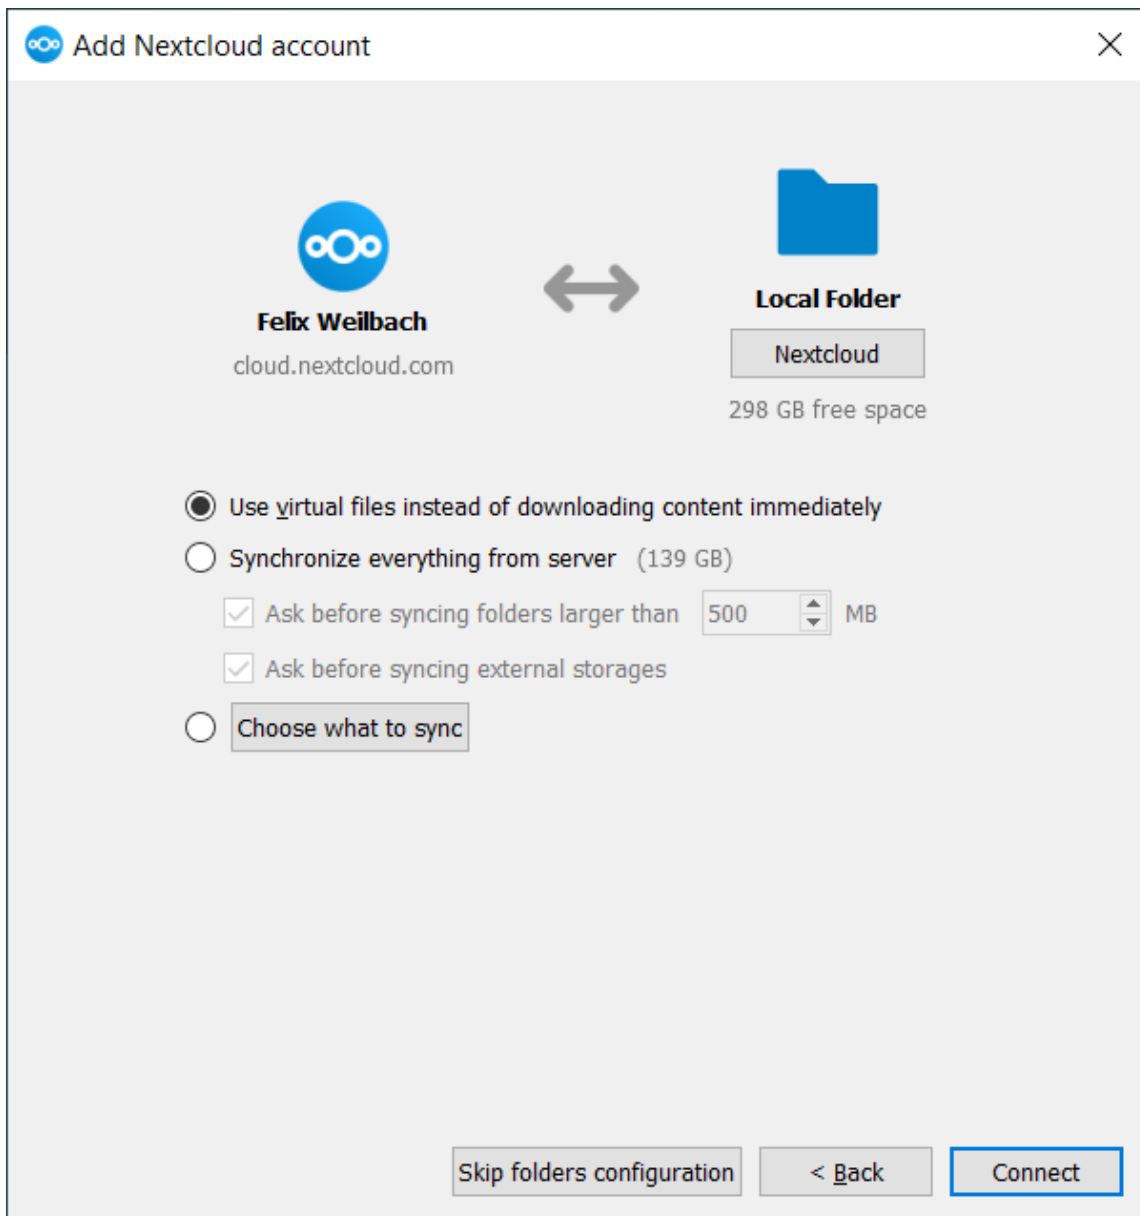 Add Nextcloud account
Felix Weilbach
cloud.nextcloud.com
Local Folder
Nextcloud
298 GB free space
Use virtual files instead of downloading content immediately
Synchronize everything from server (139 GB)
Ask before syncing folders larger than 500 MB
Ask before syncing external storages
Choose what to sync
Skip folders configuration < Back Connect